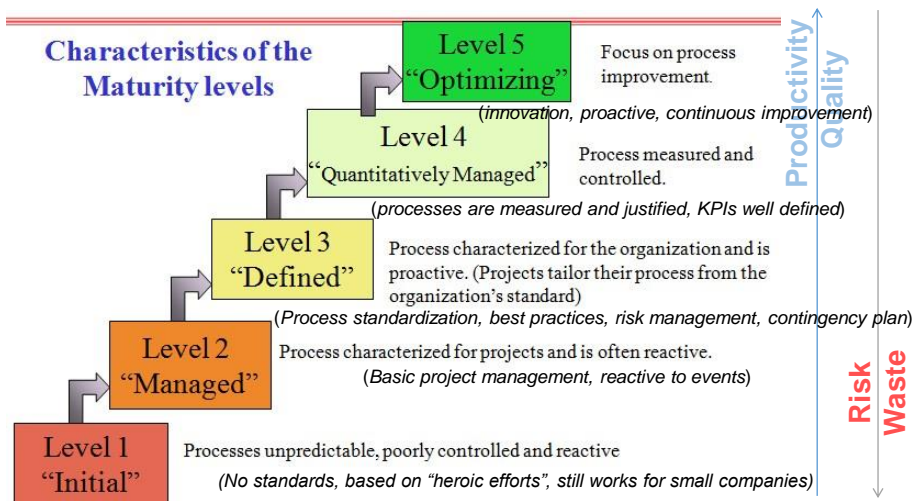 Characteristics of the
Maturity levels
Level 5
“Optimizing”
Focus on process
improvement.
(innovation, proactive, continuous improvement)
Level 4
“Quantitatively Managed”
Process measured and
controlled.
(processes are measured and justified, KPIs well defined)
Level 3
“Defined”
Process characterized for the organization and is
proactive. (Projects tailor their process from the
organization’s standard)
(Process standardization, best practices, risk management, contingency plan)
Level 2
“Managed”
Process characterized for projects and is often reactive.
(Basic project management, reactive to events)
Level 1
“Initial”
Processes unpredictable, poorly controlled and reactive
(No standards, based on “heroic efforts”, still works for small companies)
Prodictivity
Quality
Risk
Waste